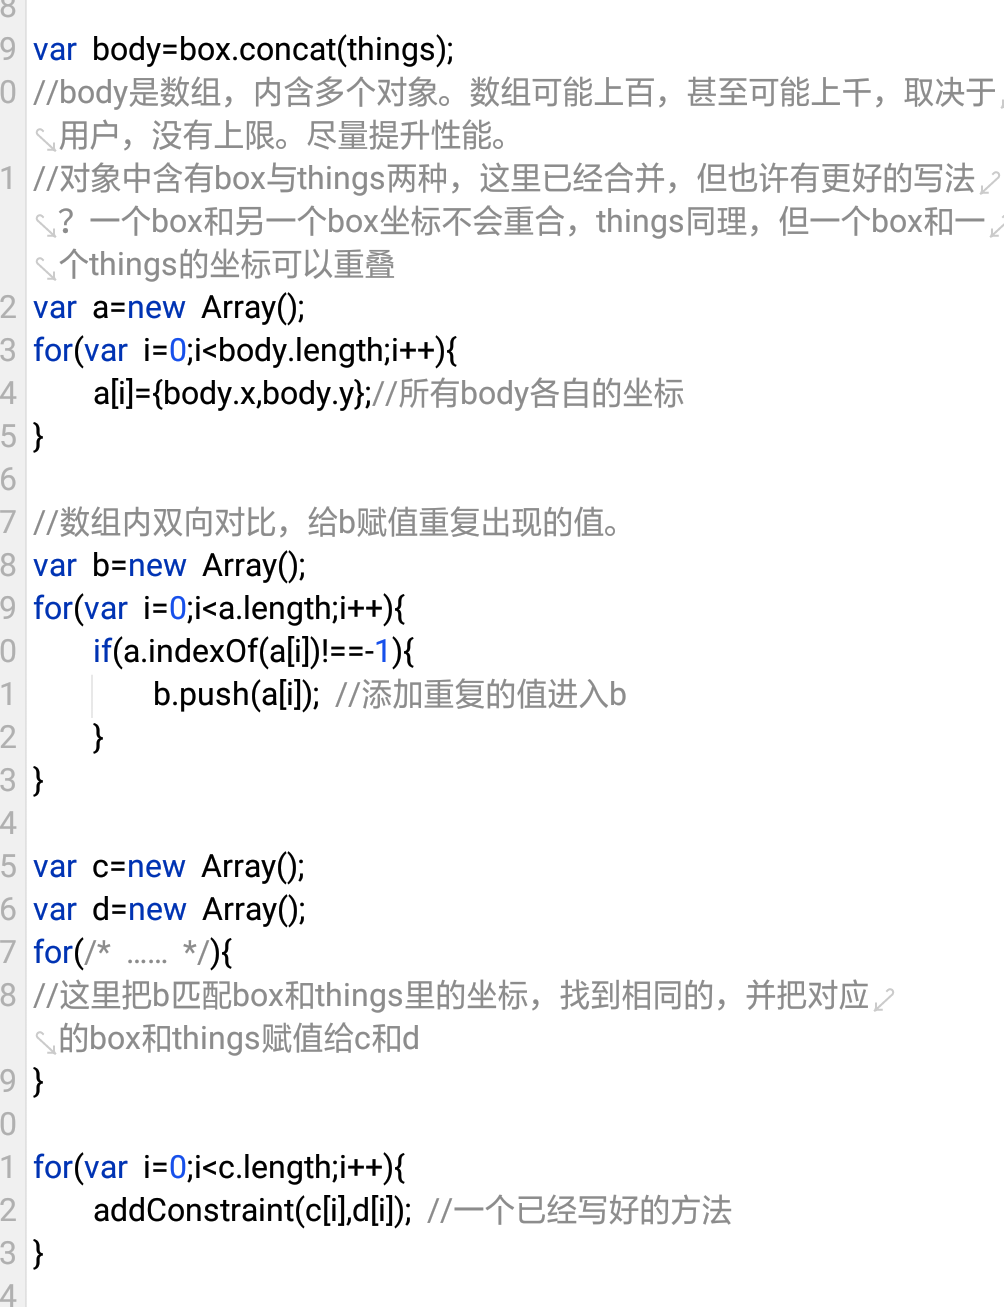 8
9 var body=box.concat(things);
0 //body是数组，内含多个对象。数组可能上百，甚至可能上千，取决于
用户，没有上限。尽量提升性能。
1 //对象中含有box与things两种，这里已经合并，但也许有更好的写法
？一个box和另一个box坐标不会重合，things同理，但一个box和一
个things的坐标可以重叠
2 var a=new Array();
3 for(var i=0;i<body.length;i++){
4 a[i]={body.x,body.y};//所有body各自的坐标
5 }
6
7 //数组内双向对比，给b赋值重复出现的值。
8 var b=new Array();
9 for(var i=0;i<a.length;i++){
0 if(a.indexOf(a[i])!==-1){
1 b.push(a[i]); //添加重复的值进入b
2 }
3 }
4
5 var c=new Array();
6 var d=new Array();
7 for(/* …… */){
8 //这里把b匹配box和things里的坐标，找到相同的，并把对应
的box和things赋值给c和d
9 }
0
1 for(var i=0;i<c.length;i++){
2 addConstraint(c[i],d[i]); //一个已经写好的方法
3 }
4